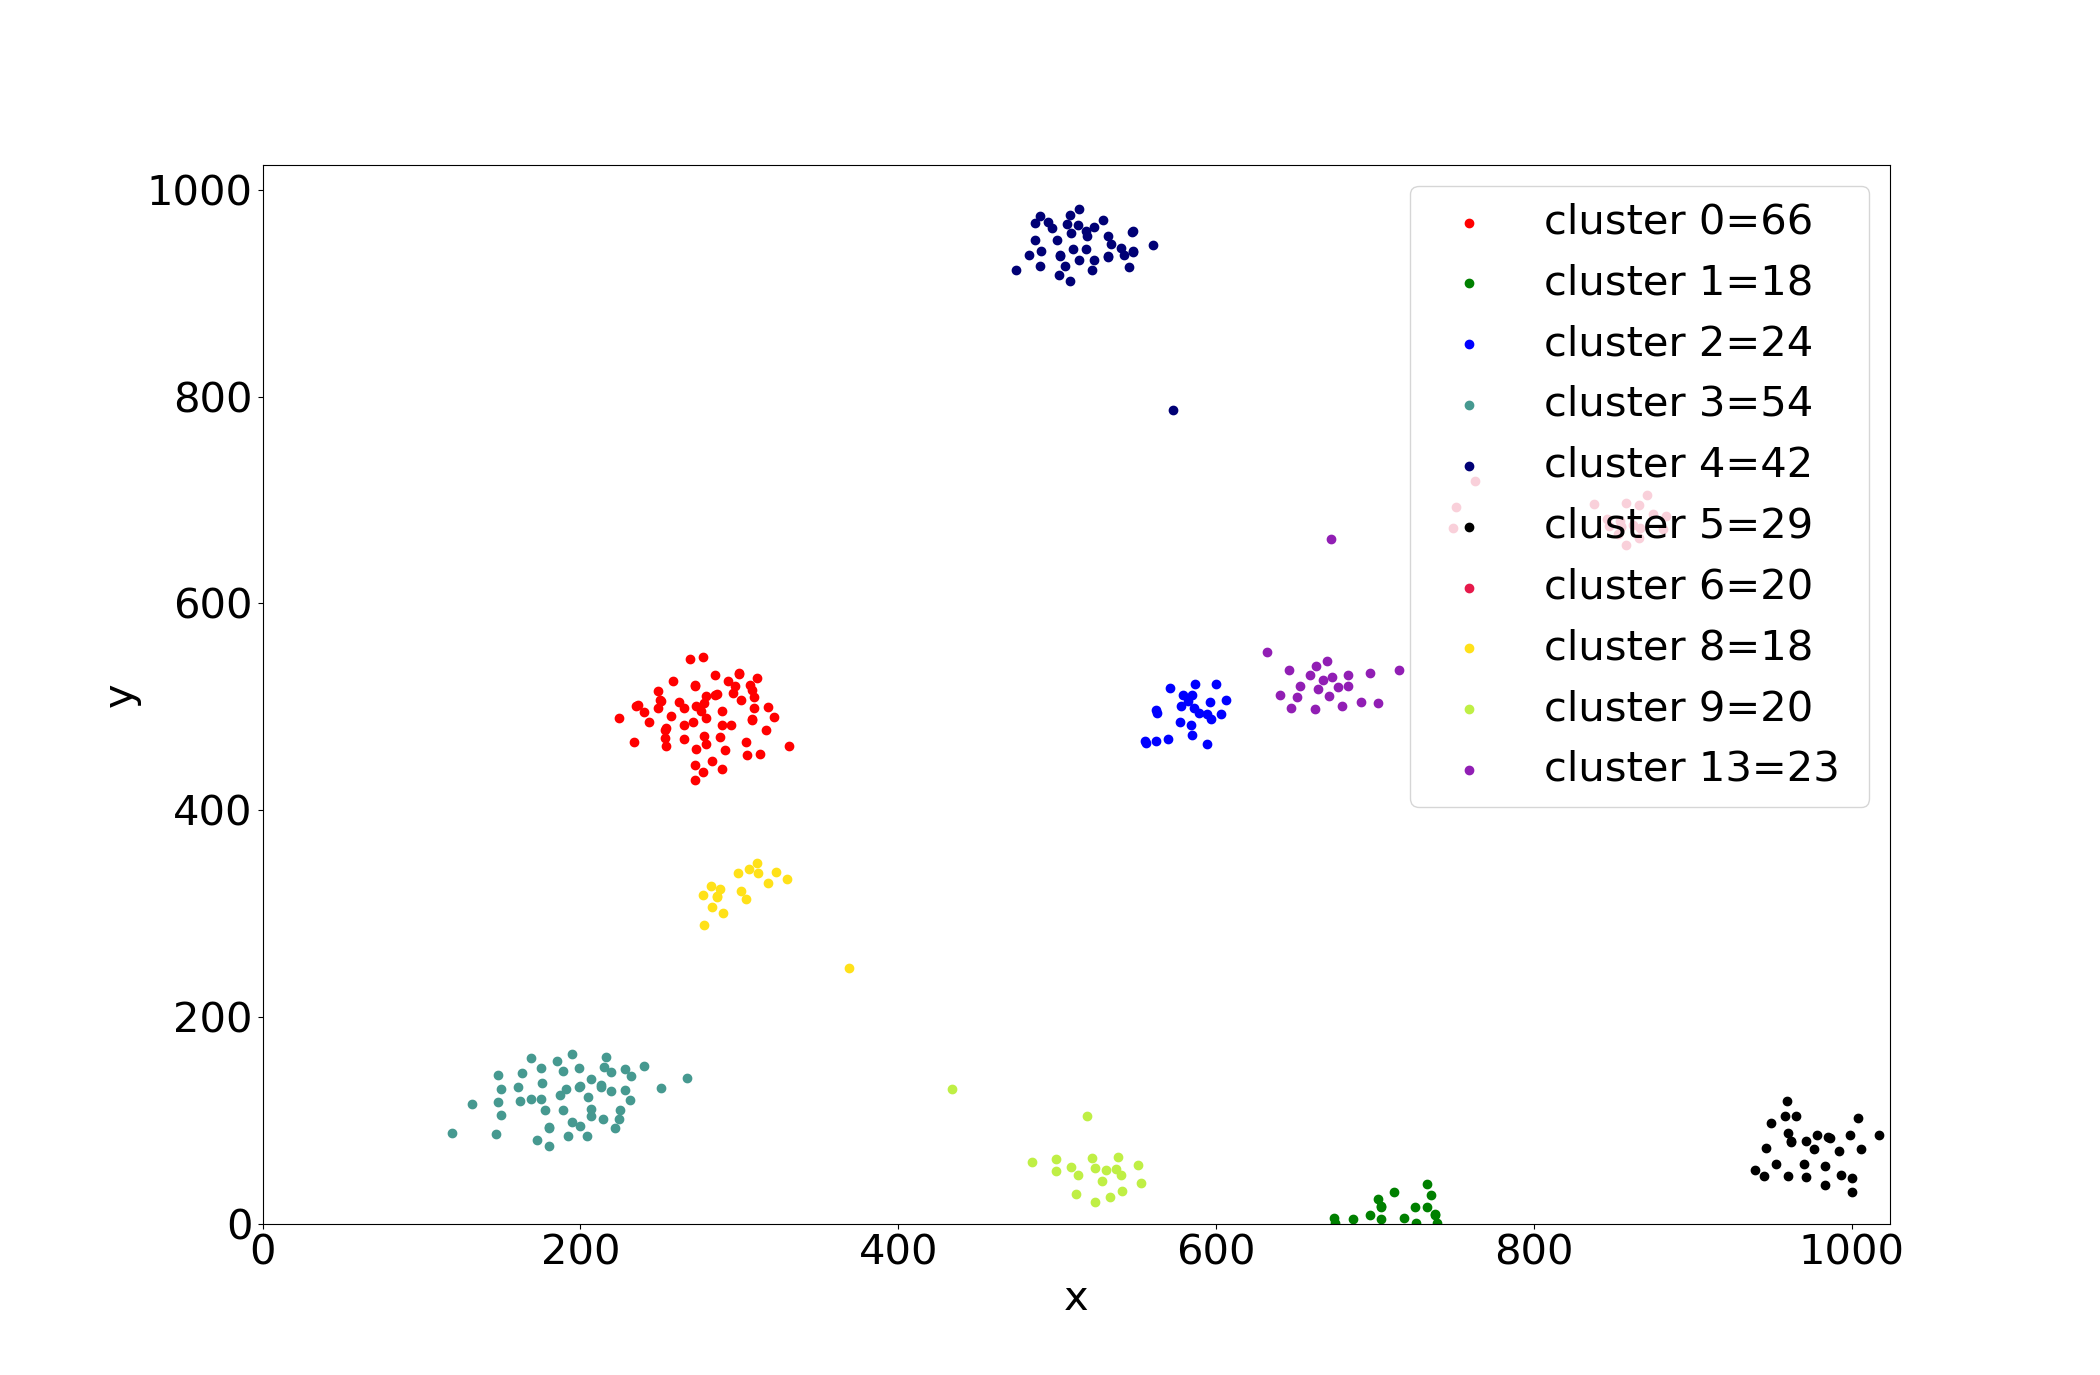 1000
800
600
400
200
0
y
0 200 400 600 800 1000
x
cluster 0=66
cluster 1=18
cluster 2=24
cluster 3=54
cluster 4=42
cluster 5=29
cluster 6=20
cluster 8=18
cluster 9=20
cluster 13=23